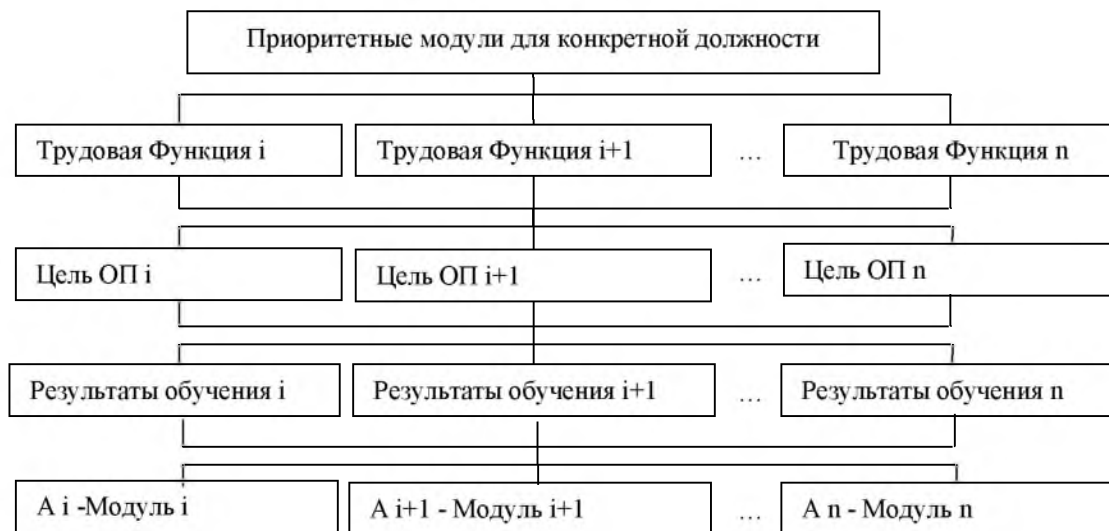 Приоритетные модули для конкретной должности
Трудовая Функция i
Трудовая Функция i+1
...
Трудовая Функция n
Цель ОП i
Цель ОП i+1
...
Цель ОП n
Результаты обучения i
Результаты обучения i+1
...
Результаты обучения n
А i -Модуль i
А i+1 - Модуль i+1
...
А n - Модуль n